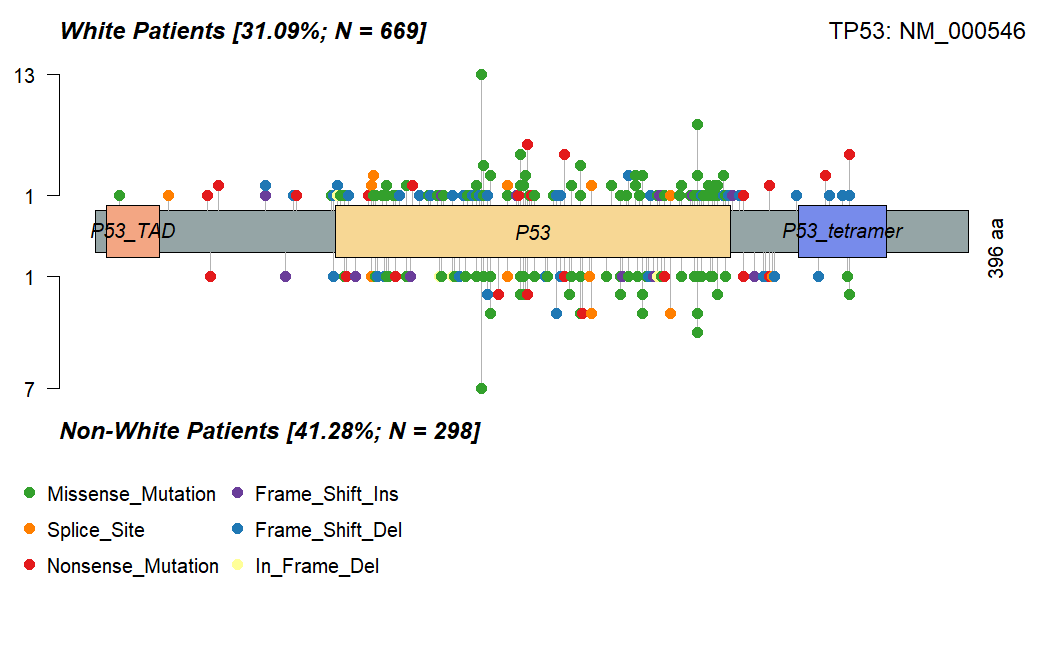 White Patients [31.09%; N = 669]
TP53: NM_000546
13
1
P53_TAD
P53
P53_tetramer
396 aa
1
7
Non-White Patients [41.28%; N = 298]
Missense_Mutation
Frame_Shift_Ins
Splice_Site
Frame_Shift_Del
Nonsense_Mutation
In_Frame_Del